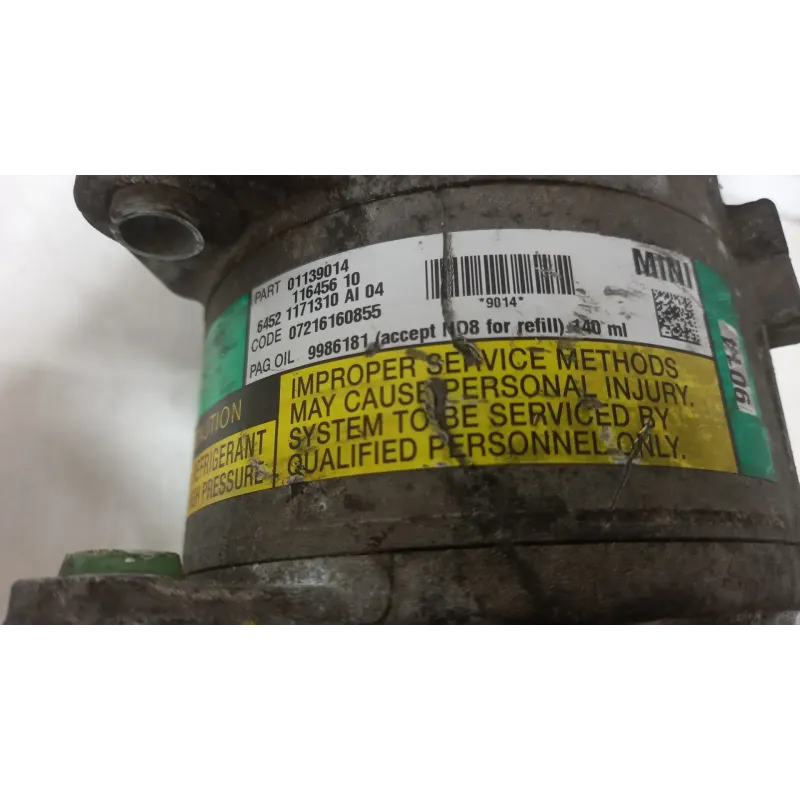 PART 01139014
116456 10
6452 1171310 AI 04
CODE 07216160855
PAG OIL 9986181 (accept ND8 for refill) 140 ml
*9014*
MINI
9014
IMPROPER SERVICE METHODS
MAY CAUSE PERSONAL INJURY.
SYSTEM TO BE SERVICED BY
QUALIFIED PERSONNEL ONLY.
REFRIGERANT
PRESSURE